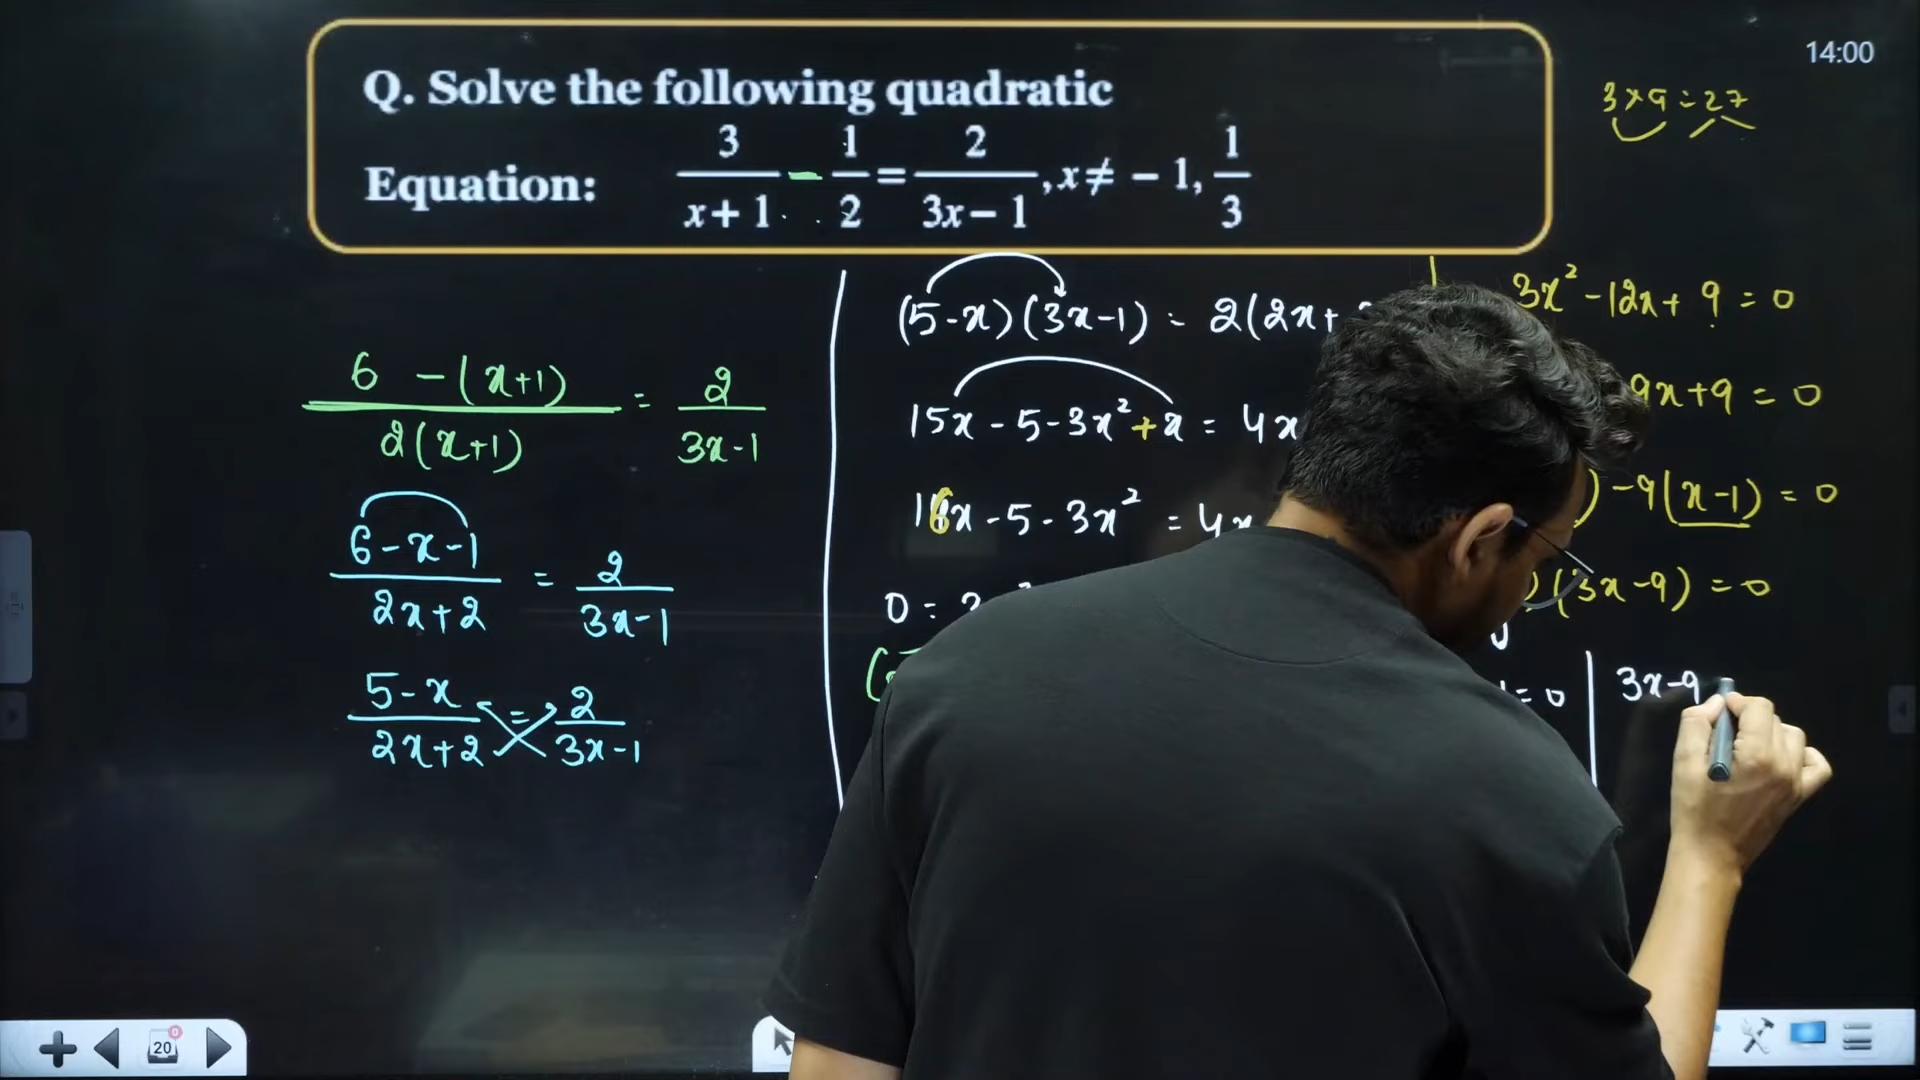 14:00
Q. Solve the following quadratic
Equation: 3/(x+1) - 1/2 = 2/(3x-1), x ≠ -1, 1/3
3×9=27
(6 -(x+1))/(2(x+1)) = 2/(3x-1)
(6-x-1)/(2x+2) = 2/(3x-1)
(5-x)/(2x+2) = 2/(3x-1)
(5-x)(3x-1) = 2(2x+
15x-5-3x²+x = 4x
16x-5-3x² = 4x
0 =
3x²-12x+9=0
9x+9=0
)-9(x-1)=0
)(3x-9)=0
=0
3x-9
20
0